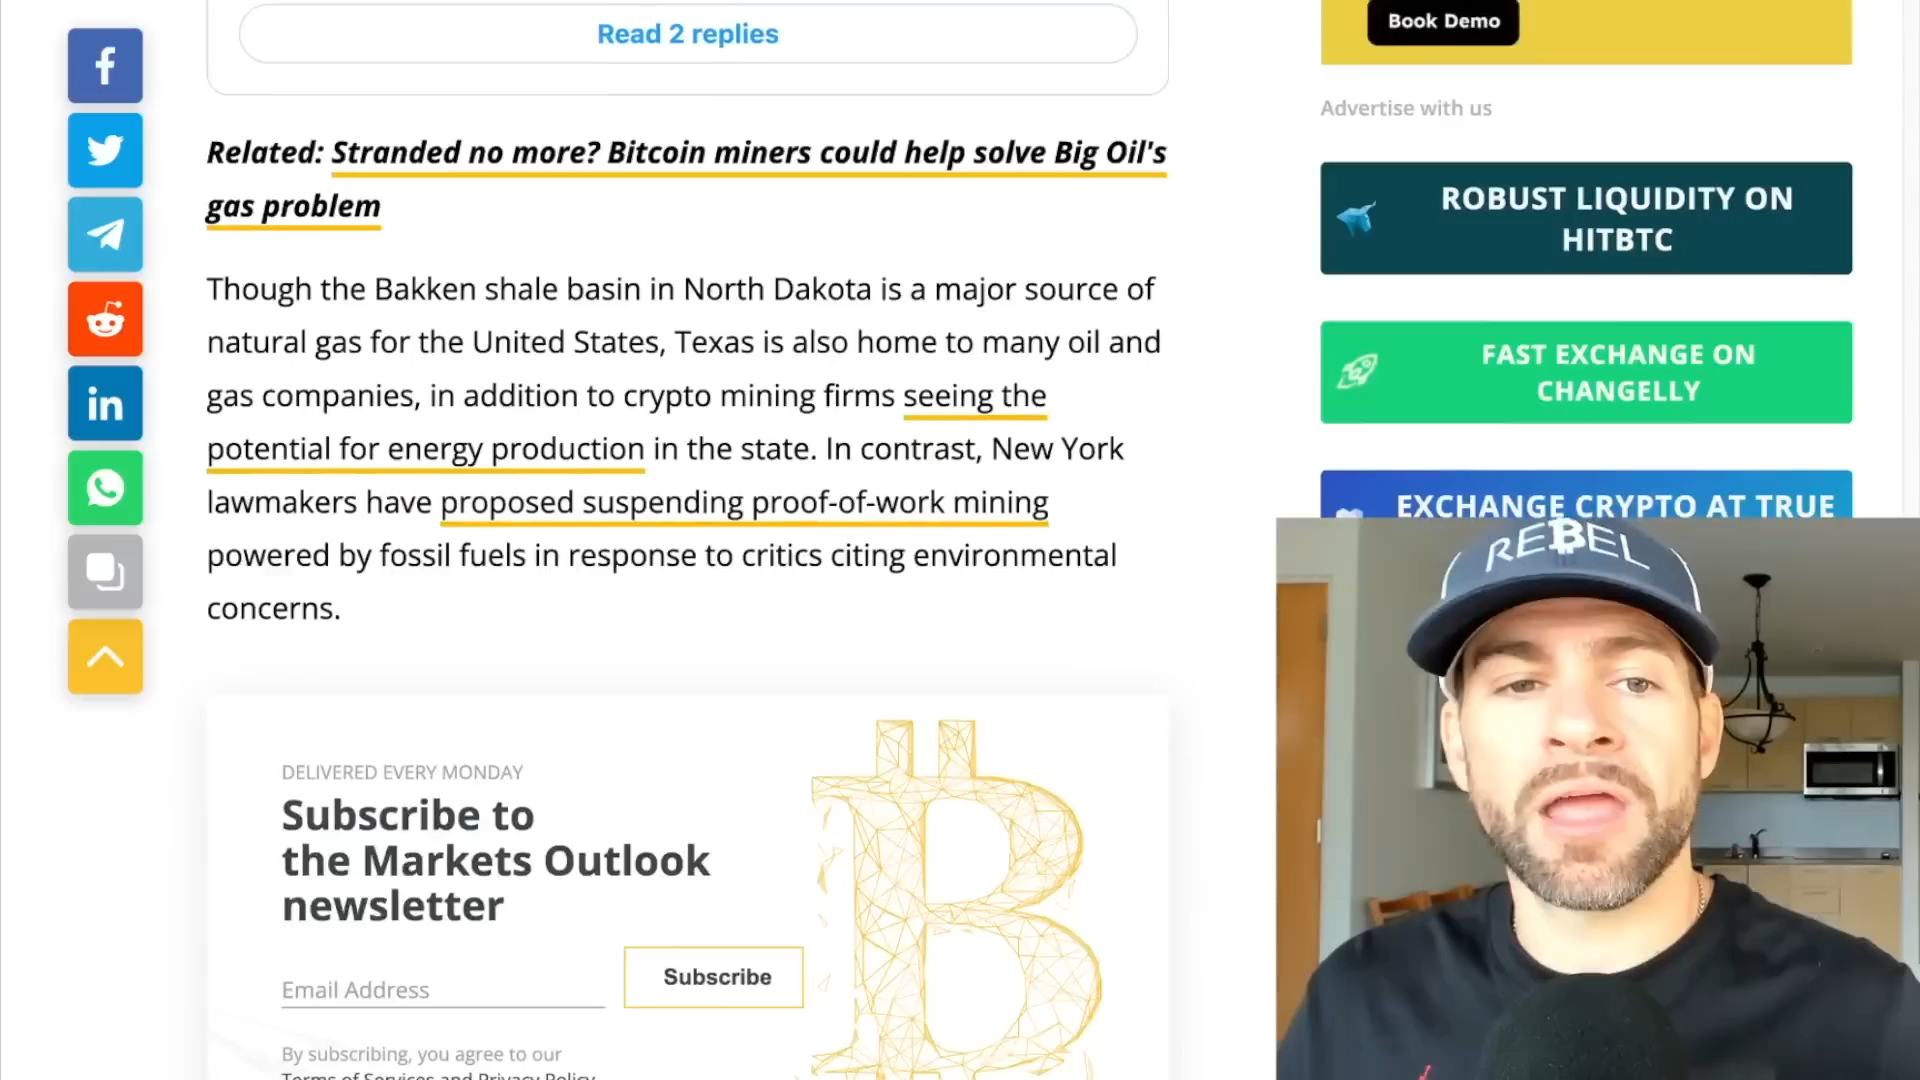 Read 2 replies
Related: Stranded no more? Bitcoin miners could help solve Big Oil's
gas problem
Though the Bakken shale basin in North Dakota is a major source of
natural gas for the United States, Texas is also home to many oil and
gas companies, in addition to crypto mining firms seeing the
potential for energy production in the state. In contrast, New York
lawmakers have proposed suspending proof-of-work mining
powered by fossil fuels in response to critics citing environmental
concerns.
DELIVERED EVERY MONDAY
Subscribe to
the Markets Outlook
newsletter
Email Address
Subscribe
By subscribing, you agree to our
Terms of Services and Privacy Policy
Book Demo
Advertise with us
ROBUST LIQUIDITY ON
HITBTC
FAST EXCHANGE ON
CHANGELLY
EXCHANGE CRYPTO AT TRUE
REBEL